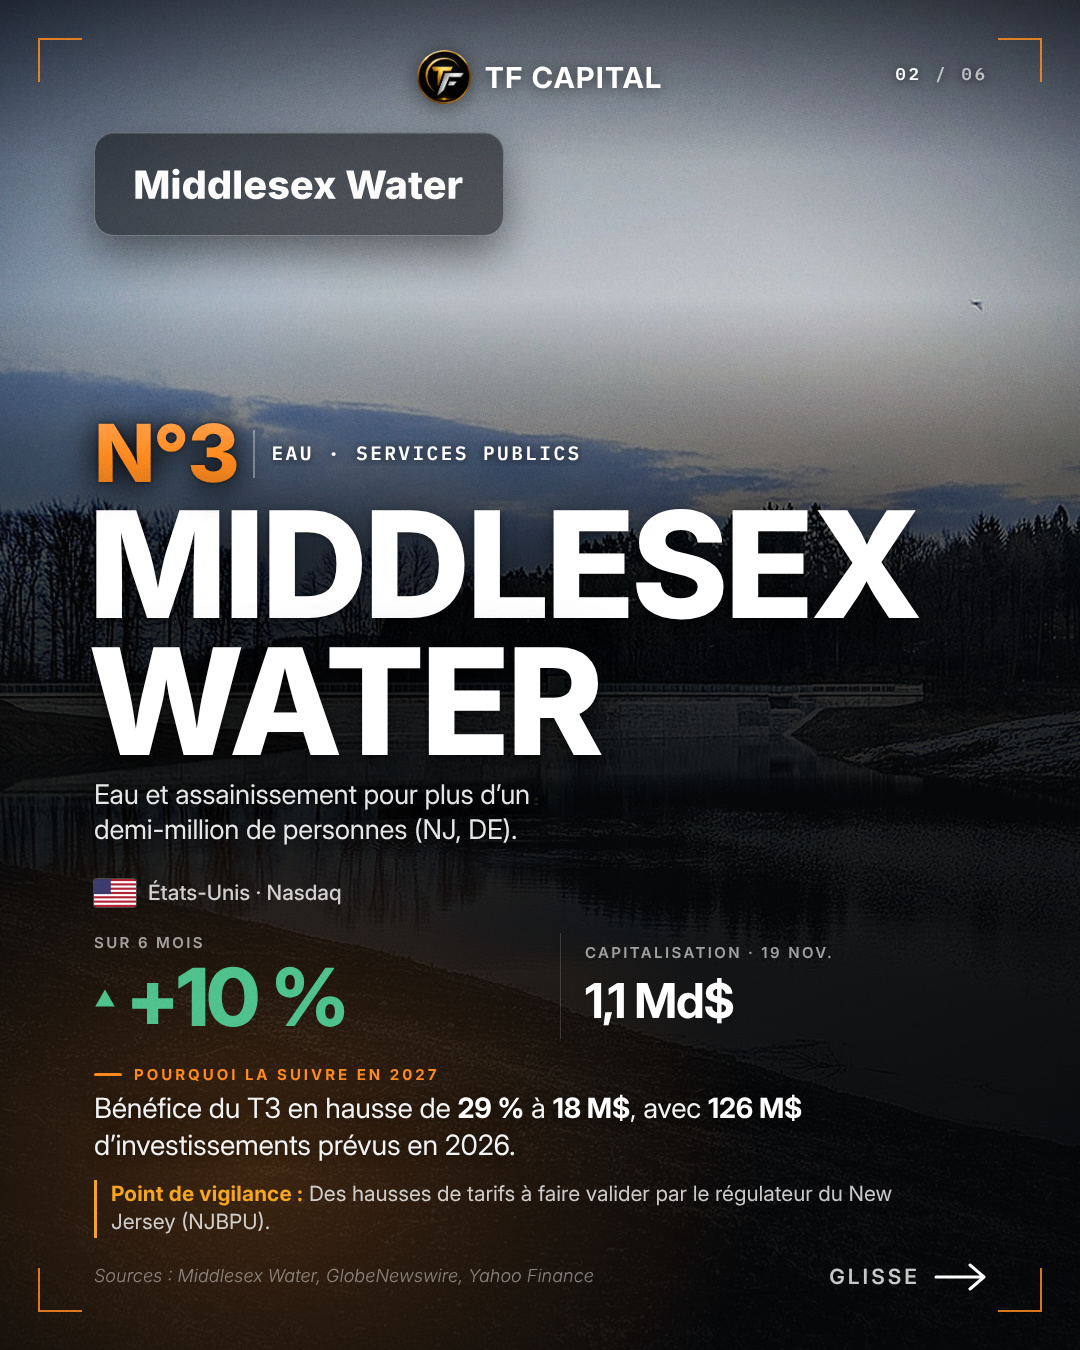 TF CAPITAL
02 / 06
Middlesex Water
N°3
EAU · SERVICES PUBLICS
MIDDLESEX
WATER
Eau et assainissement pour plus d’un
demi-million de personnes (NJ, DE).
États-Unis · Nasdaq
SUR 6 MOIS
+10 %
CAPITALISATION · 19 NOV.
1,1 Md$
POURQUOI LA SUIVRE EN 2027
Bénéfice du T3 en hausse de 29 % à 18 M$, avec 126 M$
d’investissements prévus en 2026.
Point de vigilance : Des hausses de tarifs à faire valider par le régulateur du New
Jersey (NJBPU).
Sources : Middlesex Water, GlobeNewswire, Yahoo Finance
GLISSE